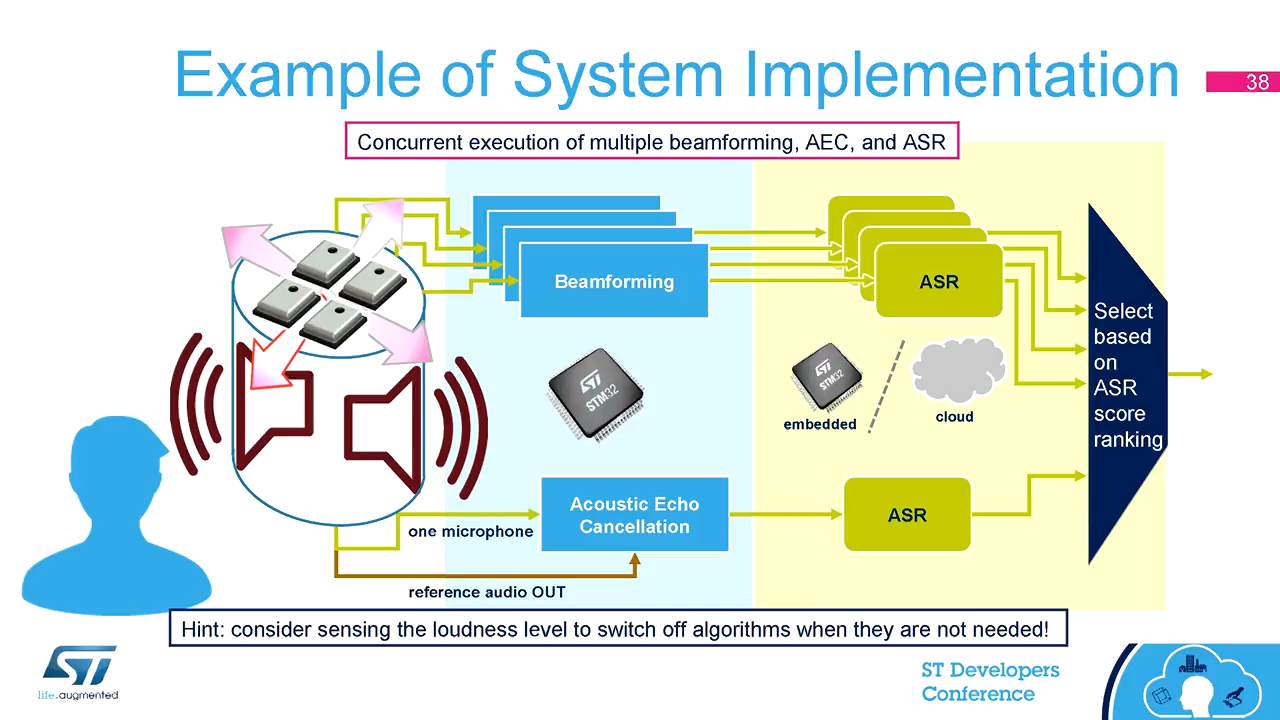 Example of System Implementation
38
Concurrent execution of multiple beamforming, AEC, and ASR
Beamforming
ASR
Select
based
on
ASR
score
ranking
STM32
STM32
embedded
cloud
Acoustic Echo
Cancellation
ASR
one microphone
reference audio OUT
Hint: consider sensing the loudness level to switch off algorithms when they are not needed!
ST
life.augmented
ST Developers
Conference